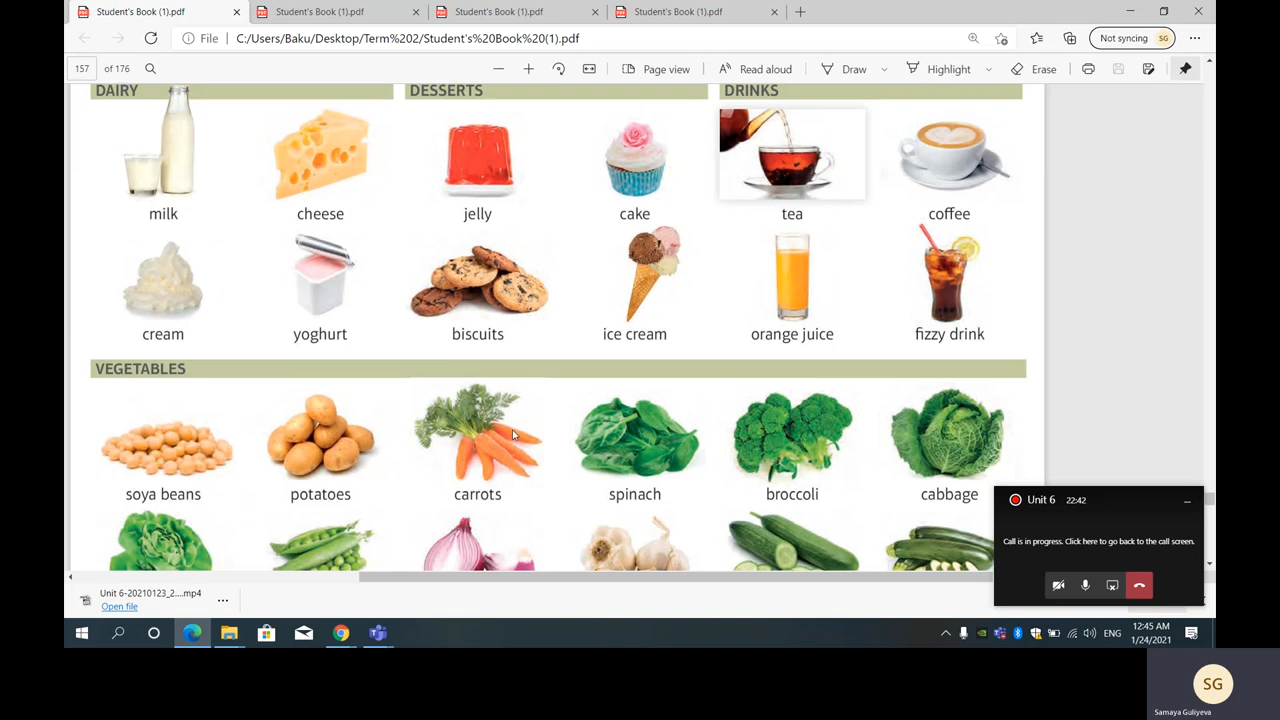 Student's Book (1).pdf
Student's Book (1).pdf
Student's Book (1).pdf
Student's Book (1).pdf
File
C:/Users/Baku/Desktop/Term%202/Student's%20Book%20(1).pdf
Not syncing SG
157 of 176
Page view
Read aloud
Draw
Highlight
Erase
DAIRY
DESSERTS
DRINKS
milk
cheese
jelly
cake
tea
coffee
cream
yoghurt
biscuits
ice cream
orange juice
fizzy drink
VEGETABLES
soya beans
potatoes
carrots
spinach
broccoli
cabbage
Unit 6 22:42
Call is in progress. Click here to go back to the call screen.
Unit 6-20210123_2....mp4
Open file
ENG
12:45 AM
1/24/2021
SG
Samaya Guliyeva